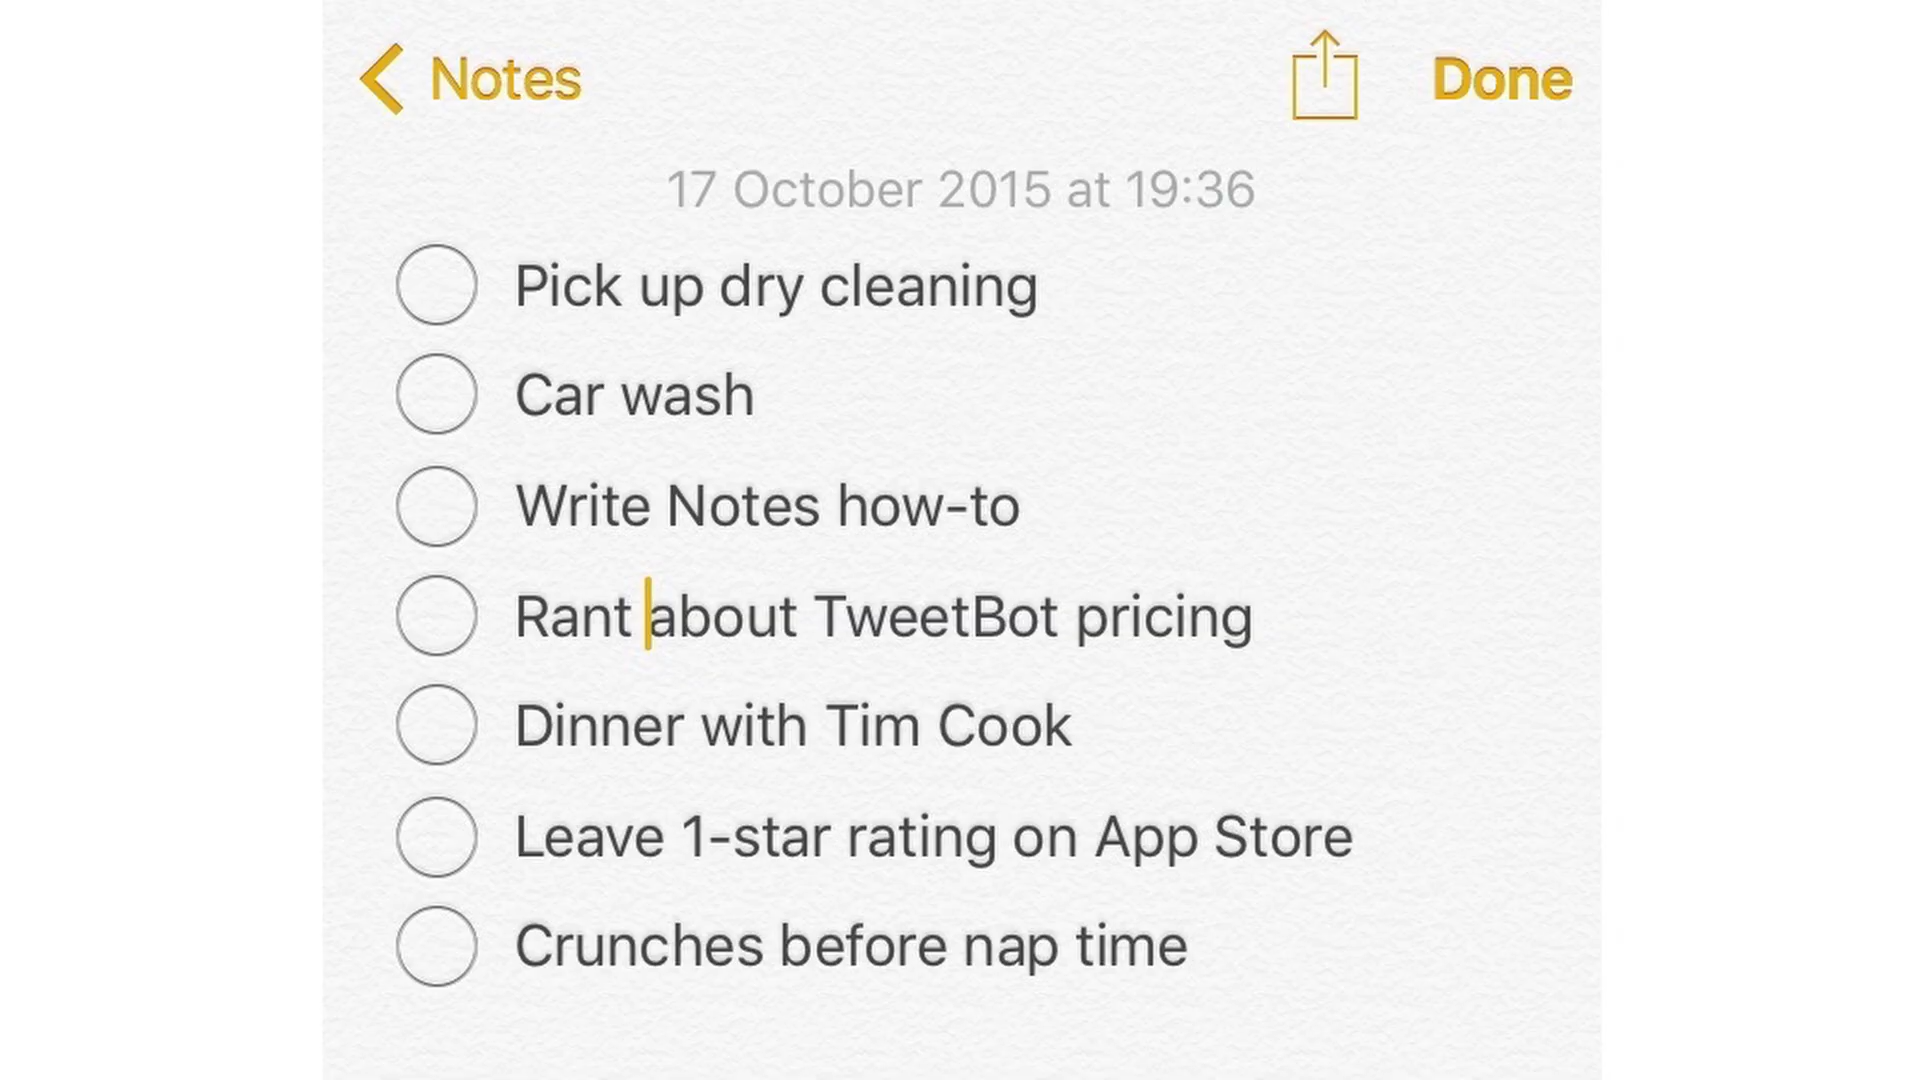 Notes Done
17 October 2015 at 19:36
Pick up dry cleaning
Car wash
Write Notes how-to
Rant about TweetBot pricing
Dinner with Tim Cook
Leave 1-star rating on App Store
Crunches before nap time